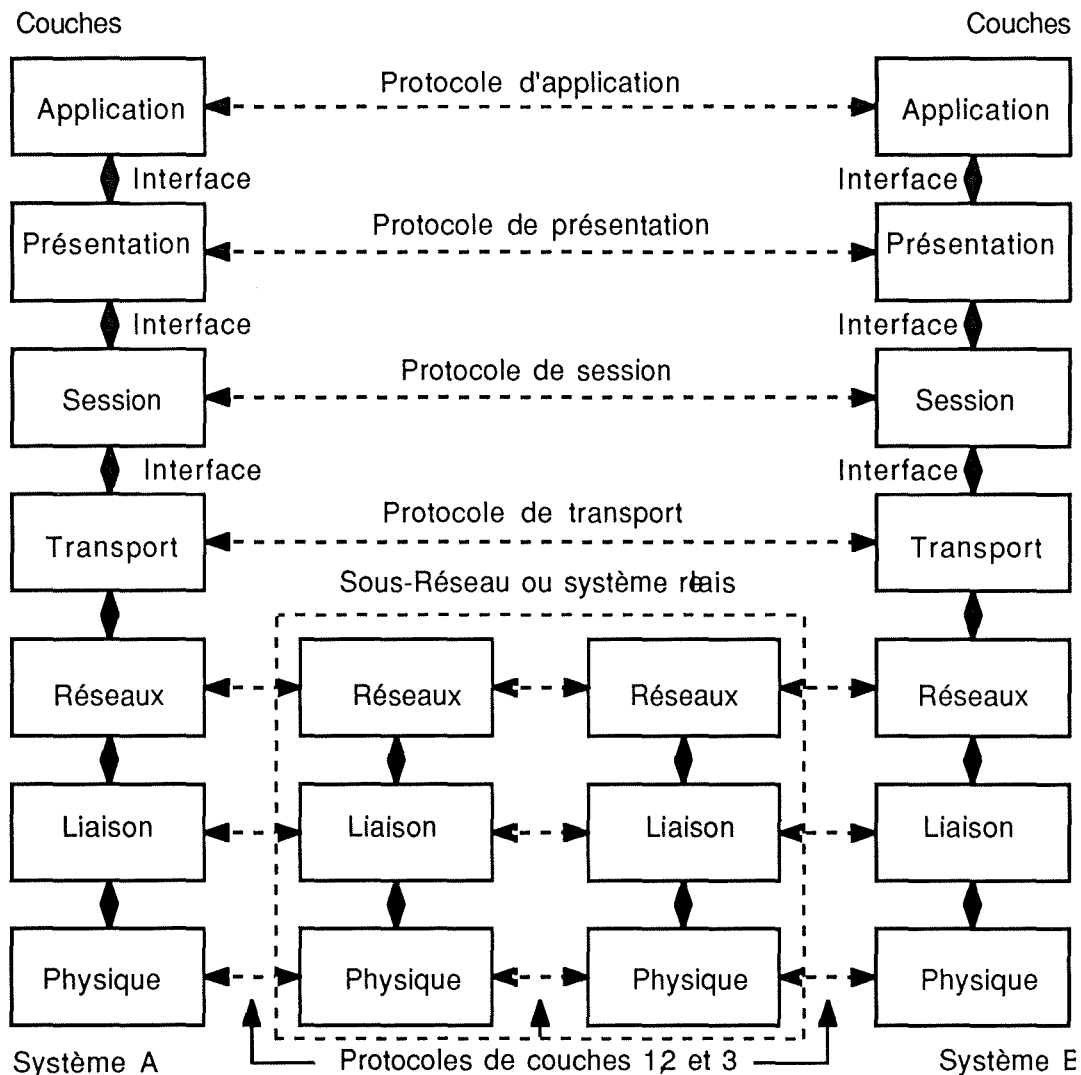 Couches
Couches
Protocole d'application
Application
Application
Interface
Interface
Protocole de présentation
Présentation
Présentation
Interface
Interface
Protocole de session
Session
Session
Interface
Interface
Protocole de transport
Transport
Transport
Sous-Réseau ou système relais
Réseaux
Réseaux
Réseaux
Réseaux
Liaison
Liaison
Liaison
Liaison
Physique
Physique
Physique
Physique
Système A
Protocoles de couches 1,2 et 3
Système B